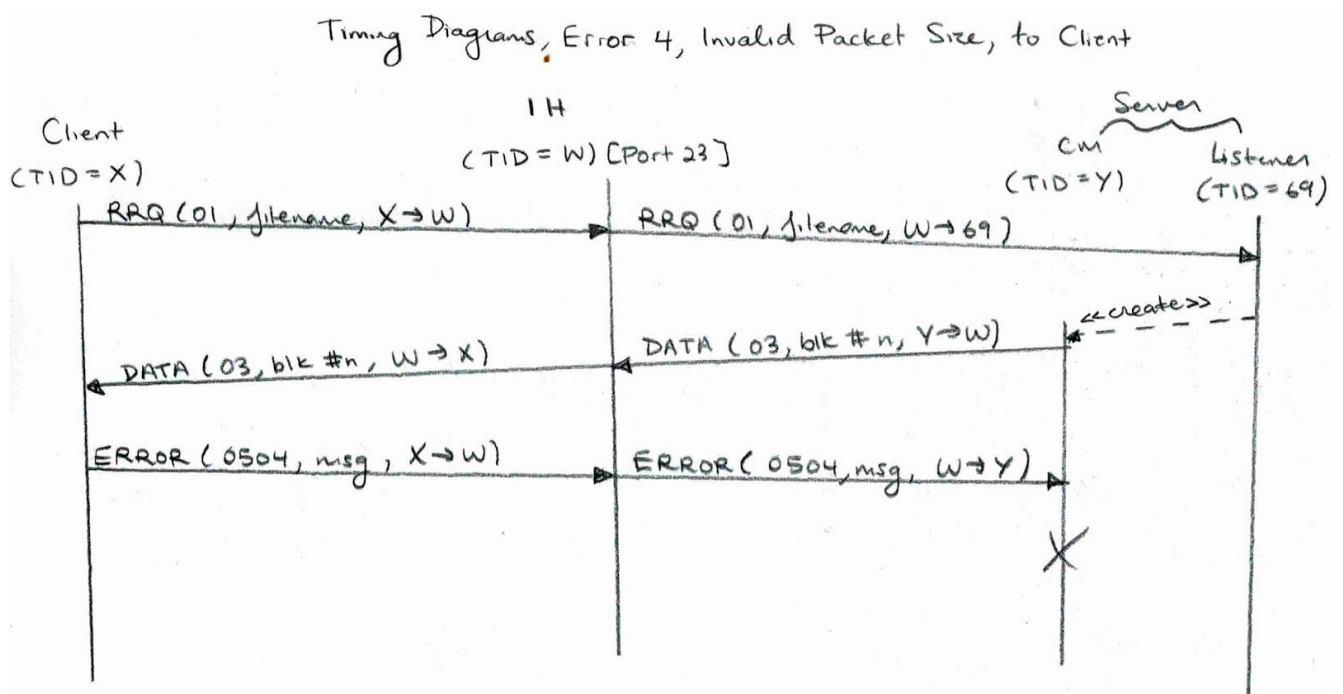 Timing Diagrams, Error 4, Invalid Packet Size, to Client
IH
Server
Client
(TID = W) [Port 23]
CM
Listener
(TID = X)
(TID = Y)
(TID = 69)
RRQ (01, filename, X→W)
RRQ (01, filename, W→69)
<<create>>
DATA (03, blk #n, W→X)
DATA (03, blk #n, Y→W)
ERROR (0504, msg, X→W)
ERROR (0504, msg, W→Y)
X